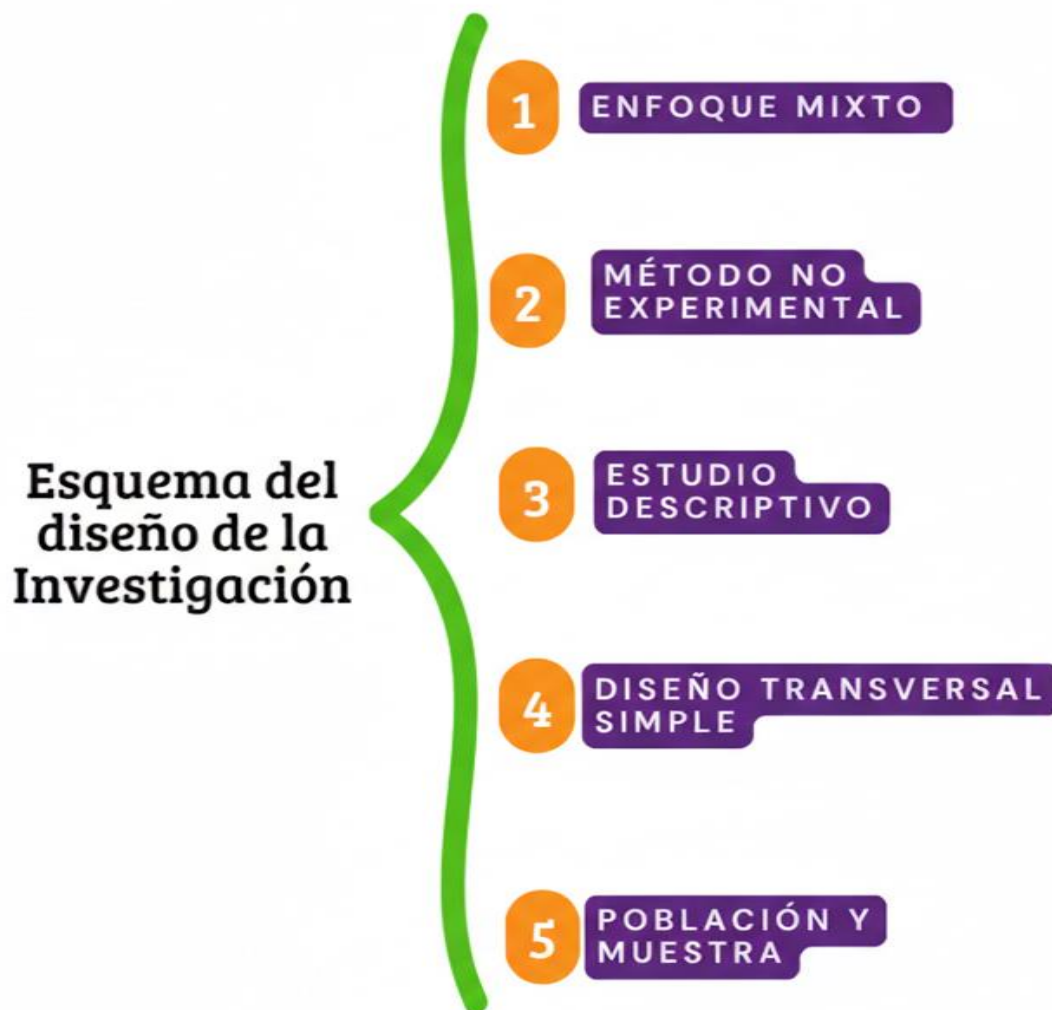 Esquema del
diseño de la
Investigación
1
ENFOQUE MIXTO
2
MÉTODO NO
EXPERIMENTAL
3
ESTUDIO
DESCRIPTIVO
4
DISEÑO TRANSVERSAL
SIMPLE
5
POBLACIÓN Y
MUESTRA